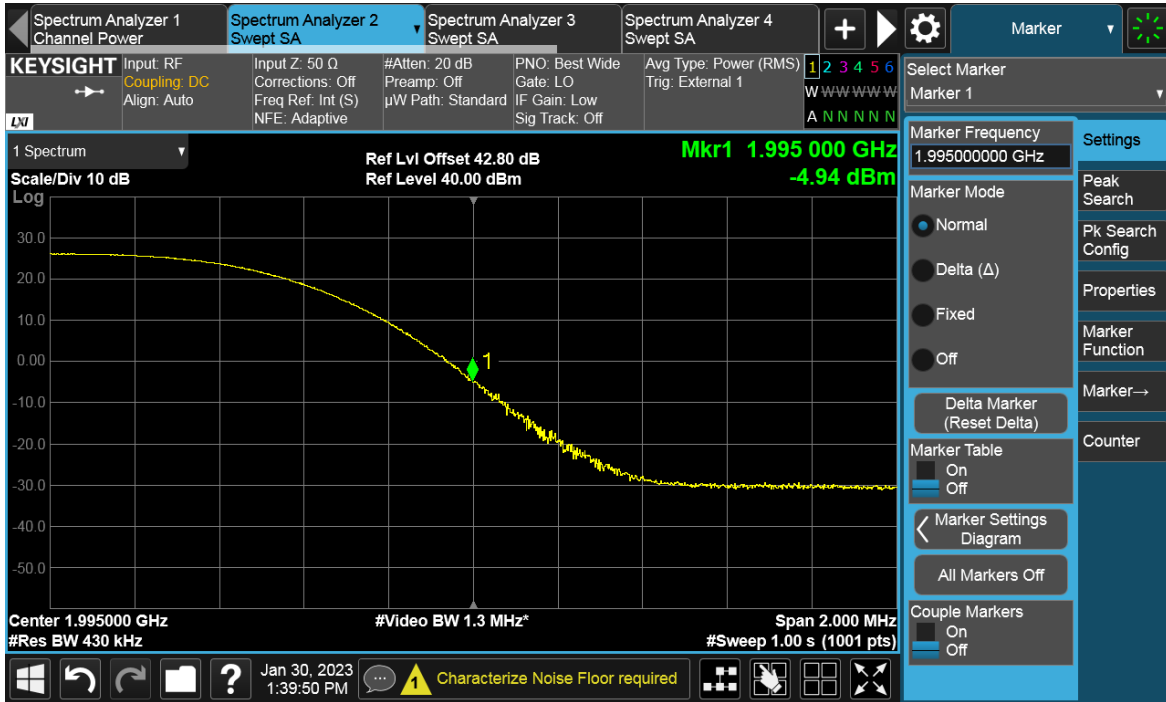 Spectrum Analyzer 1
Channel Power
Spectrum Analyzer 2
Swept SA
Spectrum Analyzer 3
Swept SA
Spectrum Analyzer 4
Swept SA
Marker
KEYSIGHT
LXI
Input: RF
Coupling: DC
Align: Auto
Input Z: 50 Ω
Corrections: Off
Freq Ref: Int (S)
NFE: Adaptive
#Atten: 20 dB
Preamp: Off
µW Path: Standard
PNO: Best Wide
Gate: LO
IF Gain: Low
Sig Track: Off
Avg Type: Power (RMS)
Trig: External 1
1 2 3 4 5 6
W W W W W W
A N N N N N
Select Marker
Marker 1
1 Spectrum
Scale/Div 10 dB
Log
Ref Lvl Offset 42.80 dB
Ref Level 40.00 dBm
Mkr1 1.995 000 GHz
-4.94 dBm
30.0
20.0
10.0
0.00
-10.0
-20.0
-30.0
-40.0
-50.0
1
Center 1.995000 GHz
#Res BW 430 kHz
#Video BW 1.3 MHz*
Span 2.000 MHz
#Sweep 1.00 s (1001 pts)
Marker Frequency
1.995000000 GHz
Marker Mode
Normal
Delta (Δ)
Fixed
Off
Delta Marker
(Reset Delta)
Marker Table
On
Off
Marker Settings
Diagram
All Markers Off
Couple Markers
On
Off
Settings
Peak
Search
Pk Search
Config
Properties
Marker
Function
Marker→
Counter
?
Jan 30, 2023
1:39:50 PM
1
Characterize Noise Floor required